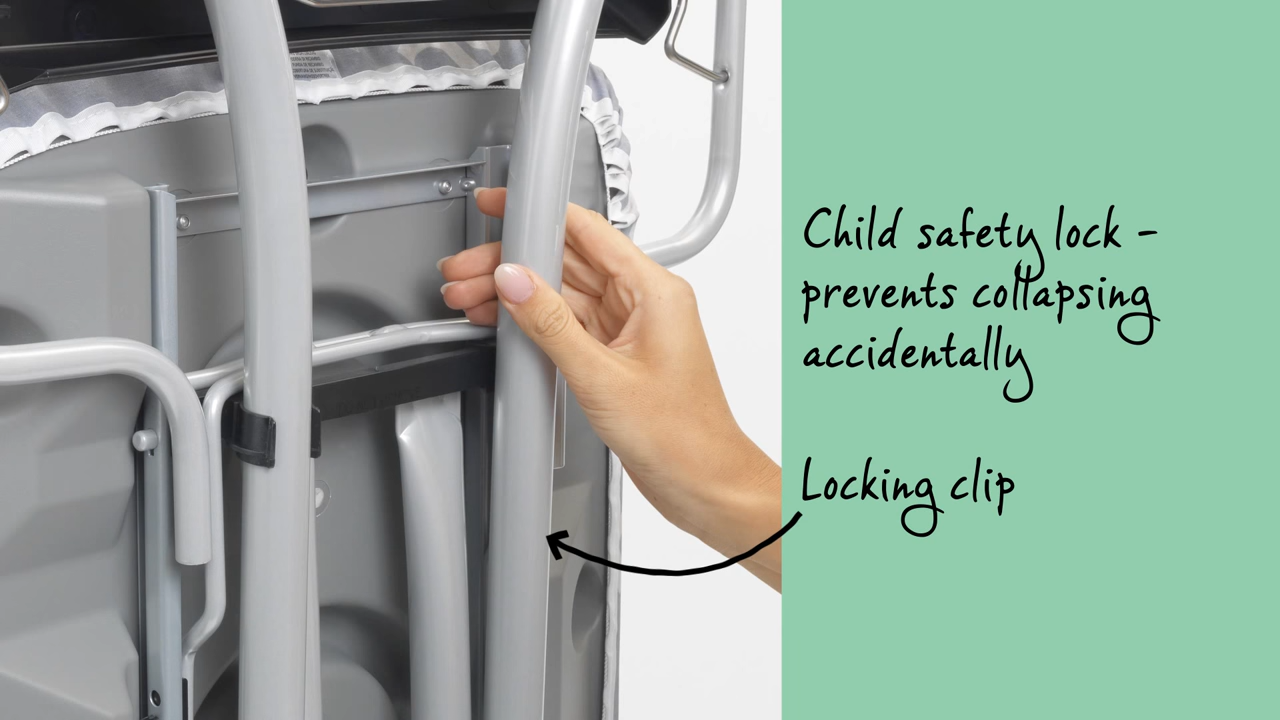 Child safety lock -
prevents collapsing
accidentally
Locking clip